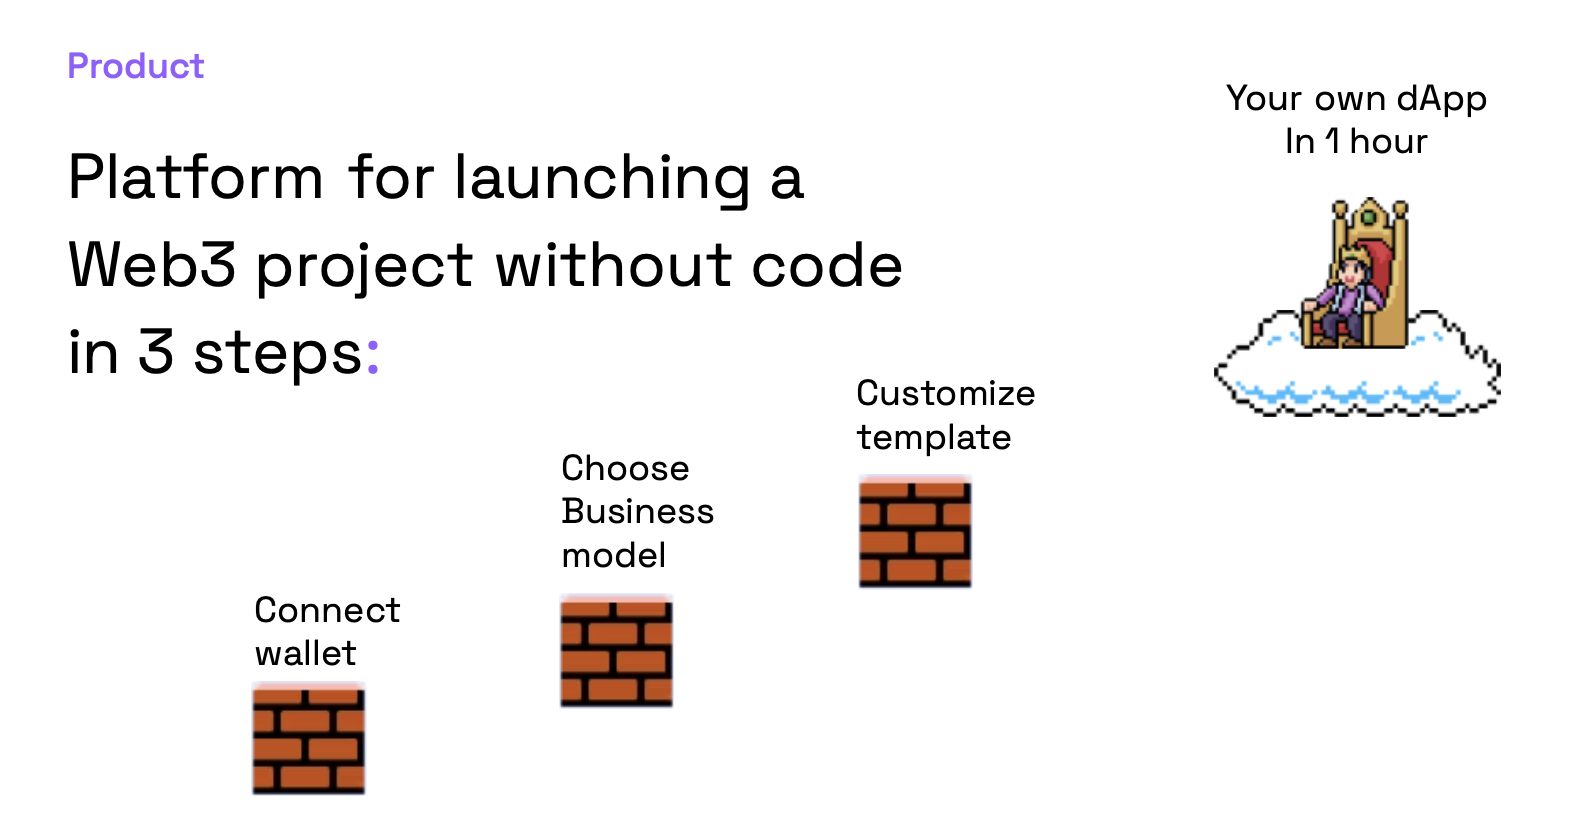 Product
Platform for launching a
Web3 project without code
in 3 steps:
Connect
wallet
Choose
Business
model
Customize
template
Your own dApp
In 1 hour